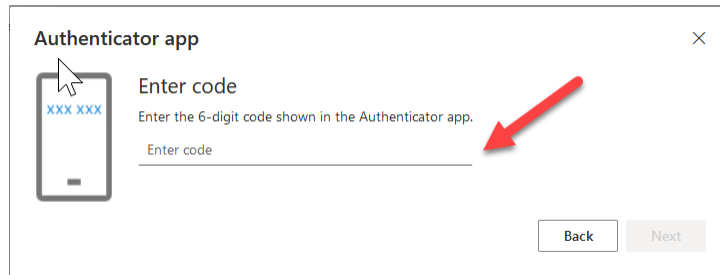 Authenticator app
xxx xxx
Enter code
Enter the 6-digit code shown in the Authenticator app.
Enter code
Back
Next